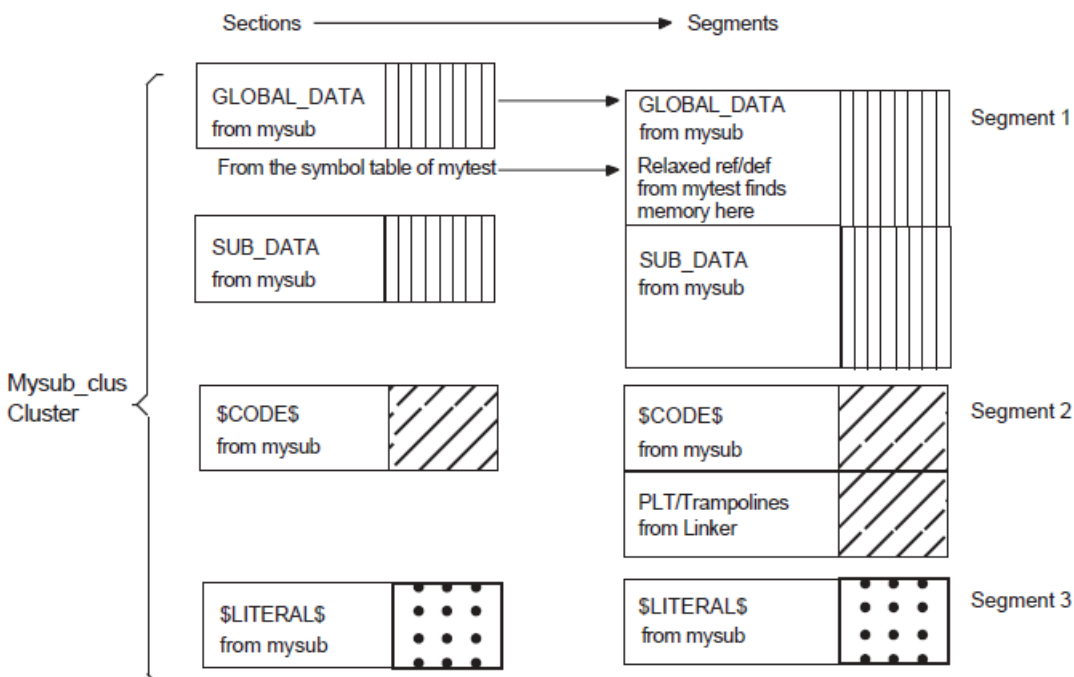 Sections
Segments
GLOBAL_DATA
from mysub
From the symbol table of mytest
SUB_DATA
from mysub
Mysub_clus
Cluster
$CODE$
from mysub
$LITERAL$
from mysub
GLOBAL_DATA
from mysub
Relaxed ref/def
from mytest finds
memory here
Segment 1
SUB_DATA
from mysub
$CODE$
from mysub
Segment 2
PLT/Trampolines
from Linker
$LITERAL$
from mysub
Segment 3